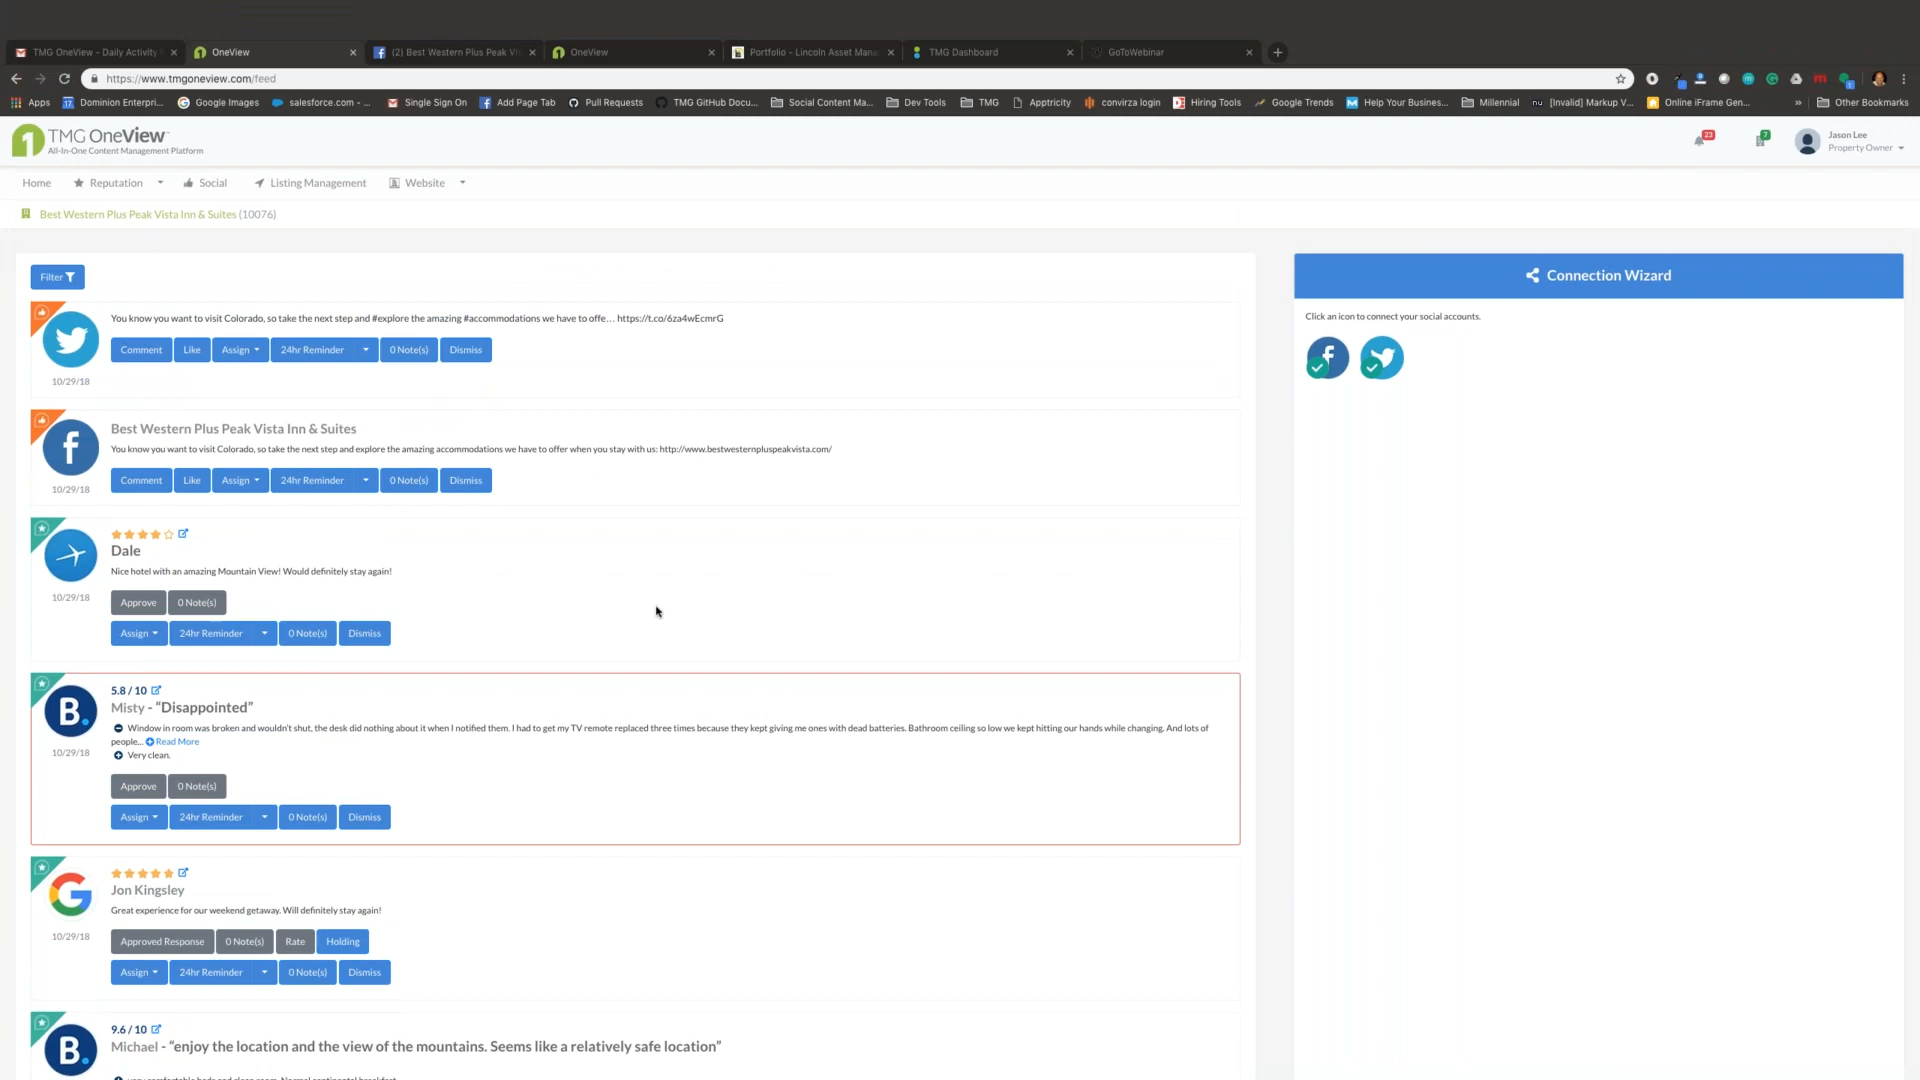 TMG OneView – Daily Activity
OneView
(2) Best Western Plus Peak Vi
OneView
Portfolio - Lincoln Asset Mana
TMG Dashboard
GoToWebinar
https://www.tmgoneview.com/feed
Apps
Dominion Enterpri...
Google Images
salesforce.com - ...
Single Sign On
Add Page Tab
Pull Requests
TMG GitHub Docu...
Social Content Ma...
Dev Tools
TMG
Apptricity
convirza login
Hiring Tools
Google Trends
Help Your Busines...
Millennial
nu [Invalid] Markup V...
Online iFrame Gen...
»
Other Bookmarks
TMG OneView
All-In-One Content Management Platform
23
7
Jason Lee
Property Owner
Home Reputation Social Listing Management Website
Best Western Plus Peak Vista Inn & Suites (10076)
Filter
Connection Wizard
Click an icon to connect your social accounts.
You know you want to visit Colorado, so take the next step and #explore the amazing #accommodations we have to offe… https://t.co/6za4wEcmrG
Comment Like Assign 24hr Reminder 0 Note(s) Dismiss
10/29/18
Best Western Plus Peak Vista Inn & Suites
You know you want to visit Colorado, so take the next step and explore the amazing accommodations we have to offer when you stay with us: http://www.bestwesternpluspeakvista.com/
Comment Like Assign 24hr Reminder 0 Note(s) Dismiss
10/29/18
Dale
Nice hotel with an amazing Mountain View! Would definitely stay again!
10/29/18
Approve 0 Note(s)
Assign 24hr Reminder 0 Note(s) Dismiss
B.
5.8 / 10
Misty - “Disappointed”
Window in room was broken and wouldn't shut, the desk did nothing about it when I notified them. I had to get my TV remote replaced three times because they kept giving me ones with dead batteries. Bathroom ceiling so low we kept hitting our hands while changing. And lots of
people... Read More
10/29/18
Very clean.
Approve 0 Note(s)
Assign 24hr Reminder 0 Note(s) Dismiss
Jon Kingsley
Great experience for our weekend getaway. Will definitely stay again!
10/29/18
Approved Response 0 Note(s) Rate Holding
Assign 24hr Reminder 0 Note(s) Dismiss
B.
9.6 / 10
Michael - “enjoy the location and the view of the mountains. Seems like a relatively safe location”